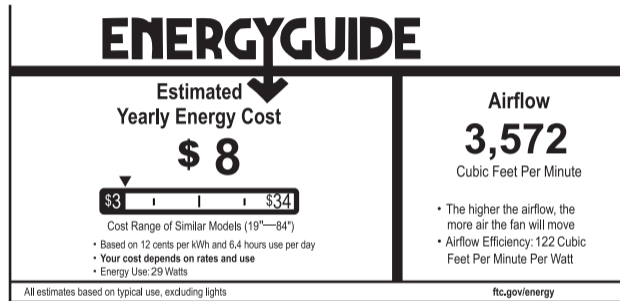 ENERGYGUIDE
Estimated
Yearly Energy Cost
$ 8
$3 $34
Cost Range of Similar Models (19"—84")
• Based on 12 cents per kWh and 6.4 hours use per day
• Your cost depends on rates and use
• Energy Use: 29 Watts
Airflow
3,572
Cubic Feet Per Minute
• The higher the airflow, the
more air the fan will move
• Airflow Efficiency: 122 Cubic
Feet Per Minute Per Watt
All estimates based on typical use, excluding lights
ftc.gov/energy